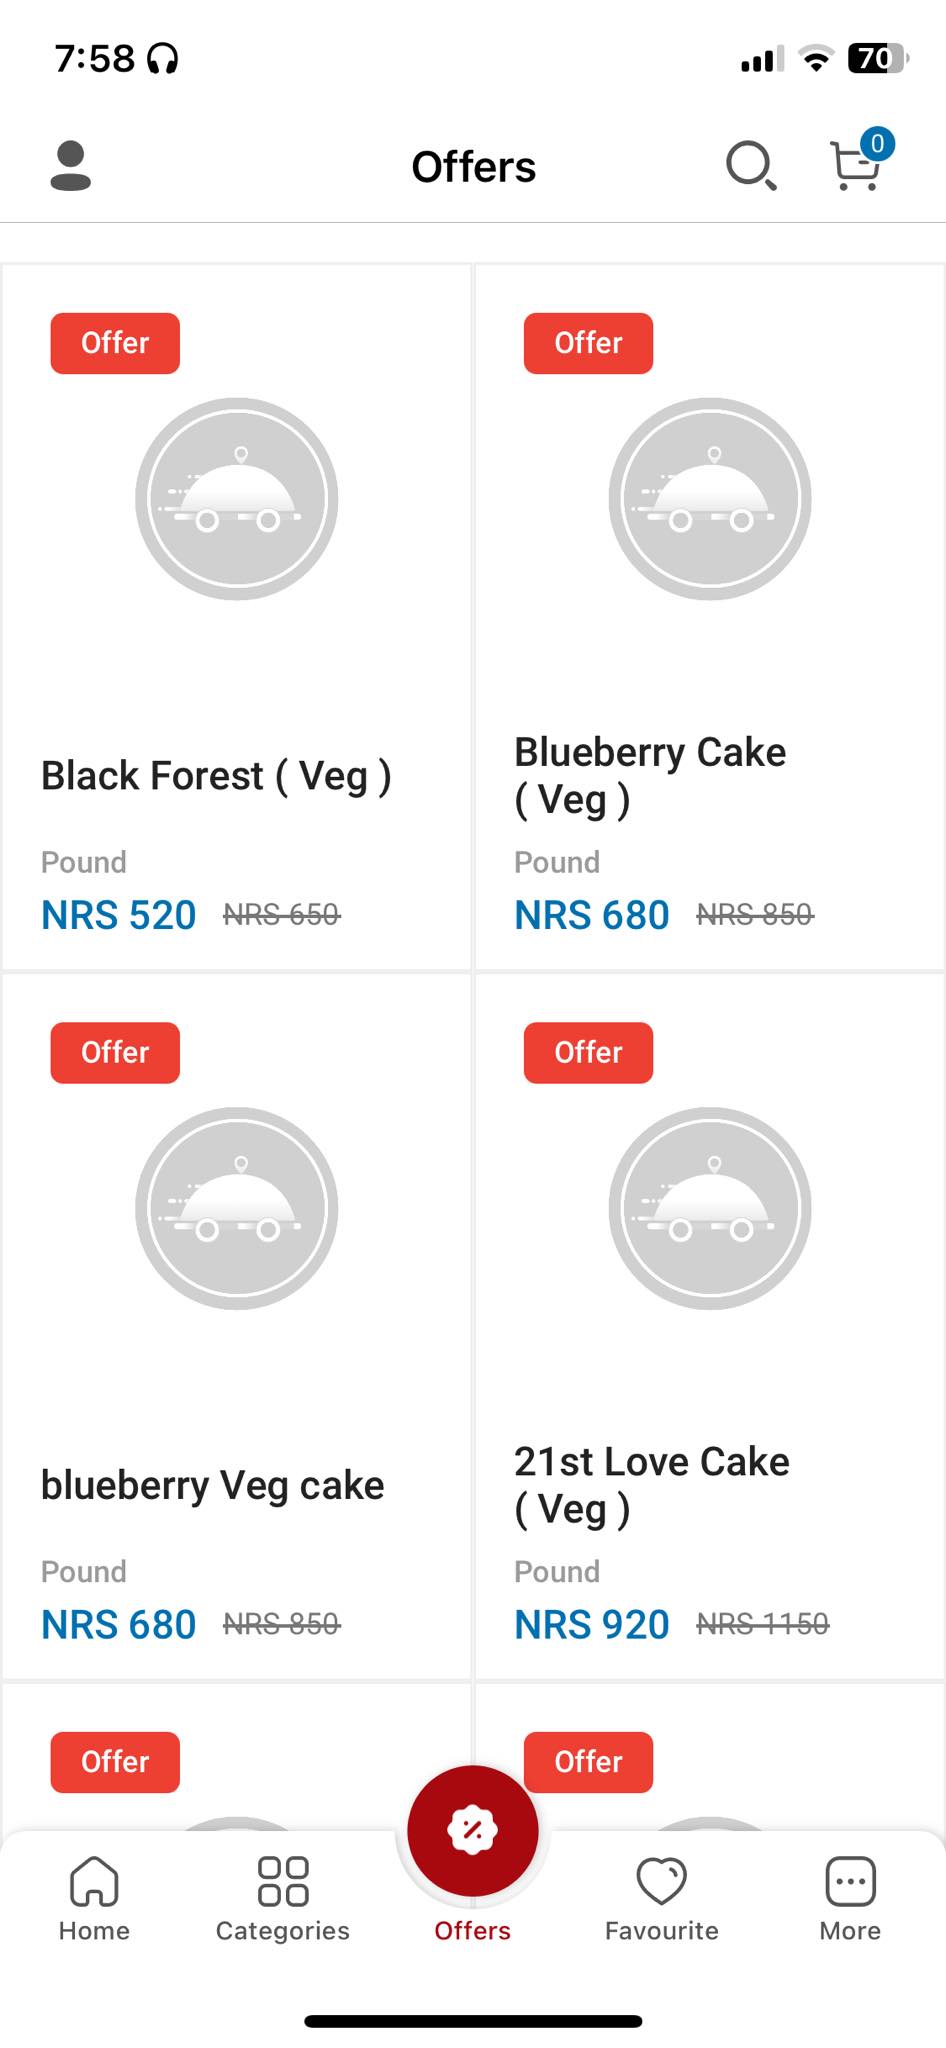 7:58
70
Offers
0
Offer
Offer
Black Forest ( Veg )
Pound
NRS 520 NRS 650
Blueberry Cake
( Veg )
Pound
NRS 680 NRS 850
Offer
Offer
blueberry Veg cake
Pound
NRS 680 NRS 850
21st Love Cake
( Veg )
Pound
NRS 920 NRS 1150
Offer
Offer
Home
Categories
Offers
Favourite
More